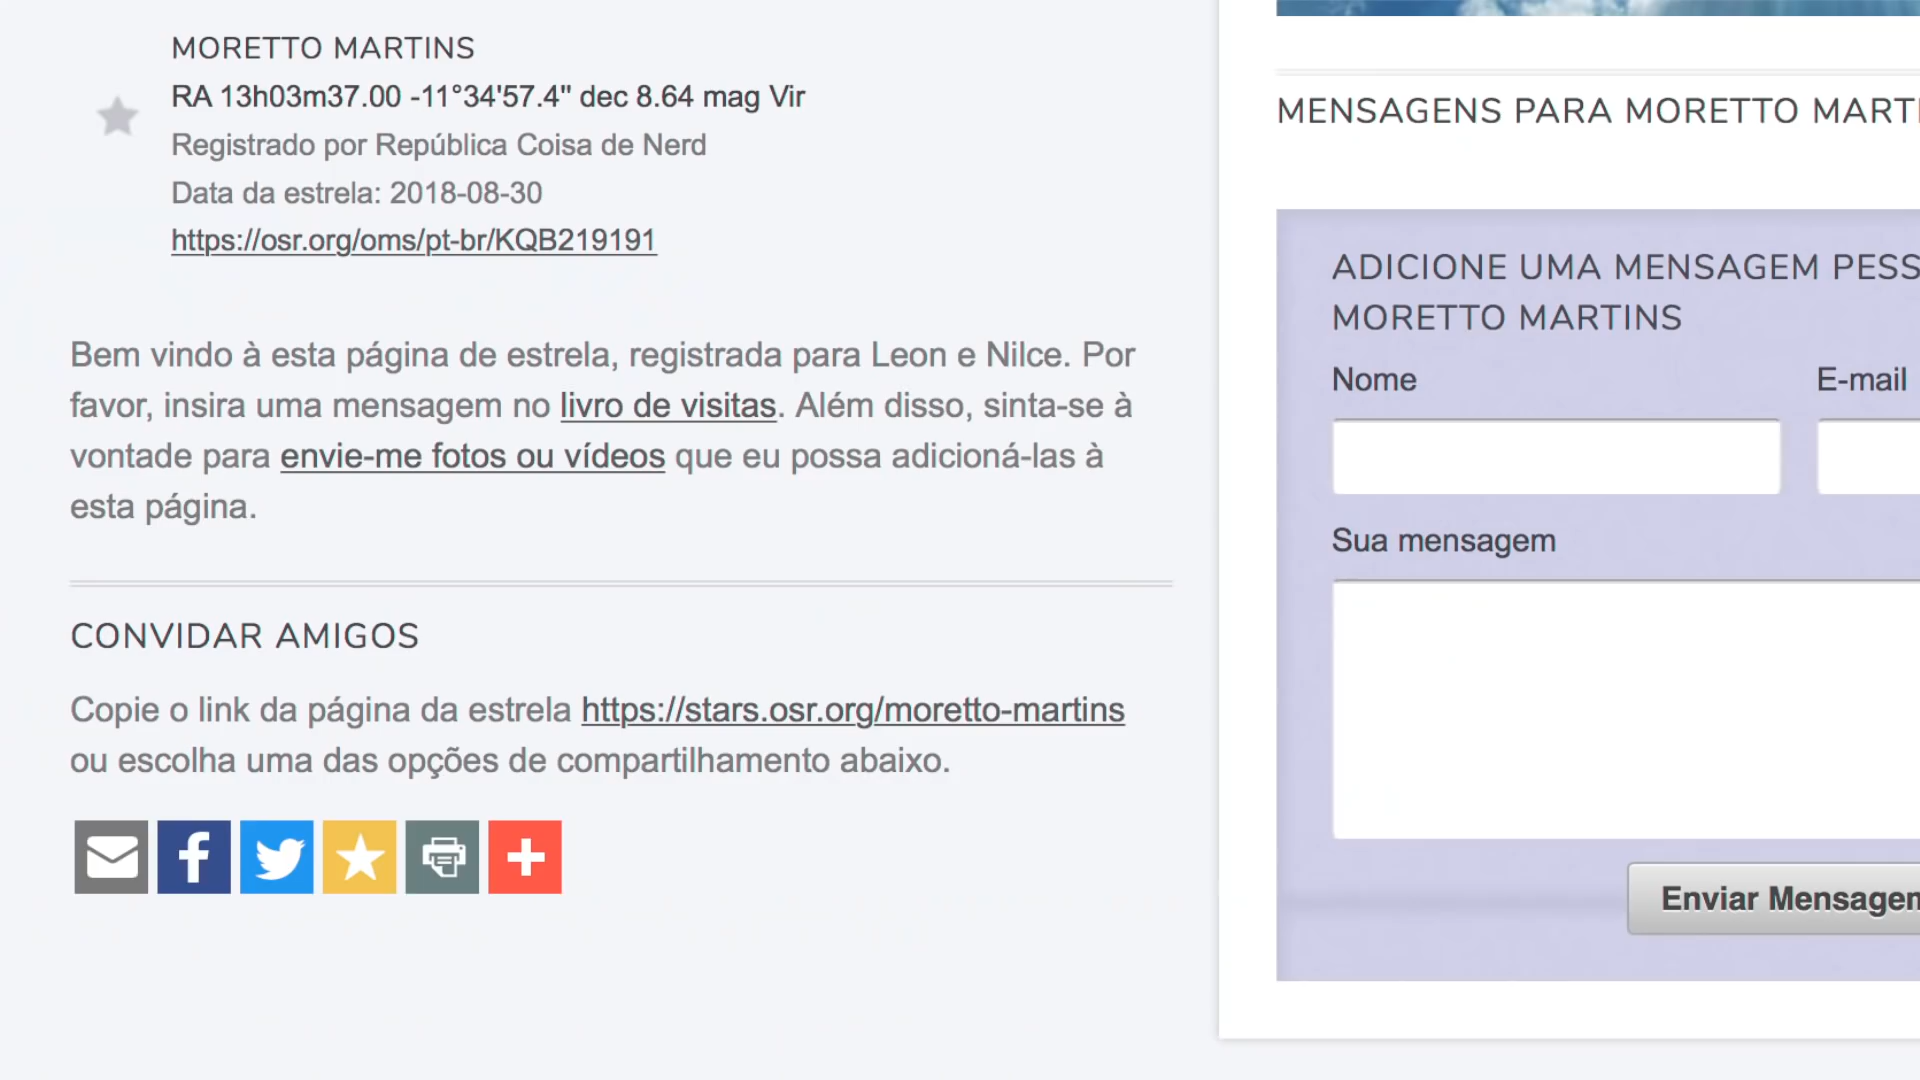 MORETTO MARTINS
RA 13h03m37.00 -11°34'57.4" dec 8.64 mag Vir
Registrado por República Coisa de Nerd
Data da estrela: 2018-08-30
https://osr.org/oms/pt-br/KQB219191
Bem vindo à esta página de estrela, registrada para Leon e Nilce. Por
favor, insira uma mensagem no livro de visitas. Além disso, sinta-se à
vontade para envie-me fotos ou vídeos que eu possa adicioná-las à
esta página.
CONVIDAR AMIGOS
Copie o link da página da estrela https://stars.osr.org/moretto-martins
ou escolha uma das opções de compartilhamento abaixo.
MENSAGENS PARA MORETTO MARTI
ADICIONE UMA MENSAGEM PESS
MORETTO MARTINS
Nome
E-mail
Sua mensagem
Enviar Mensagem